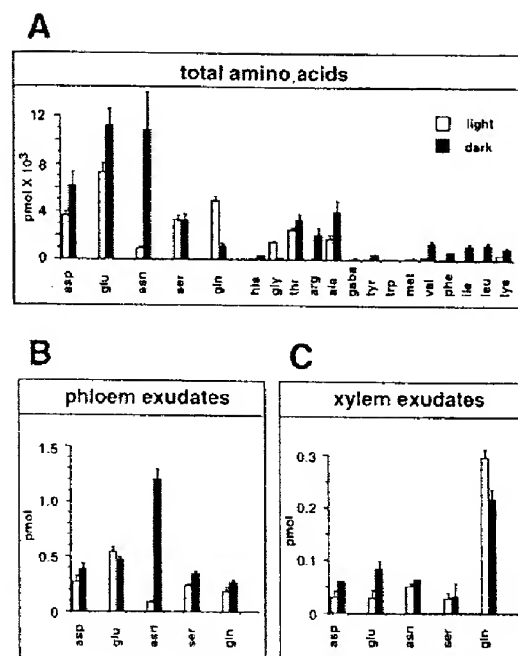 A
total amino acids
pmol X 10³
12
8
4
0
light
dark
asp glu asn ser gln his gly thr arg ala gaba tyr trp met val phe ile leu lys
B
phloem exudates
pmol
1.5
1.0
0.5
0
asp glu asn ser gln
C
xylem exudates
pmol
0.3
0.2
0.1
0
asp glu asn ser gln